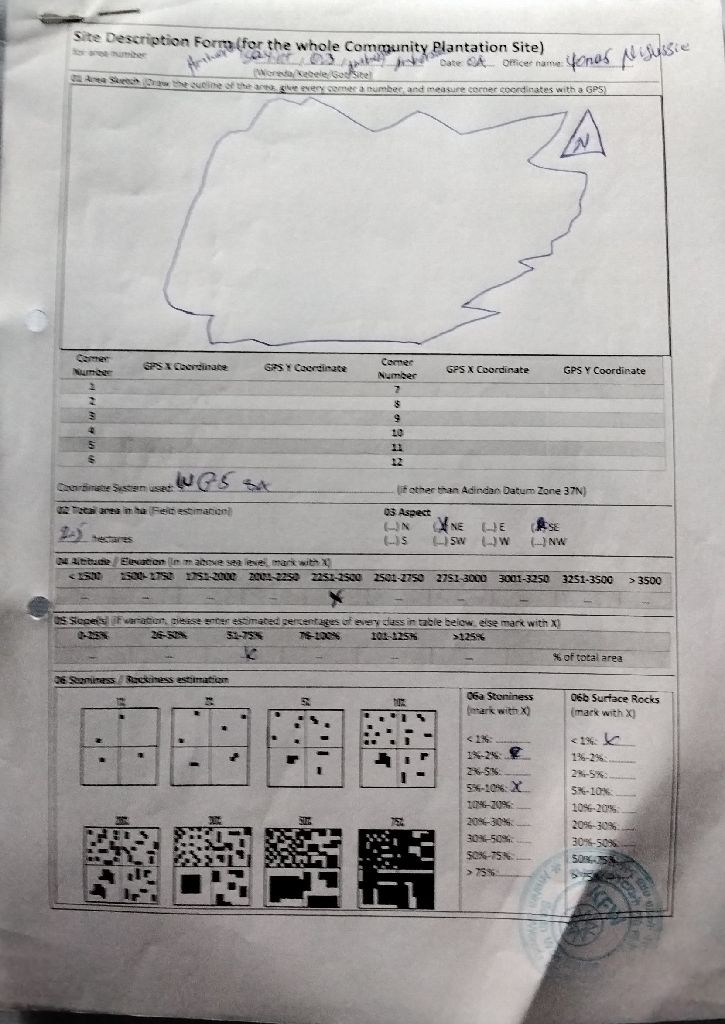 Site Description Form (for the whole Community Plantation Site)
for area number
03
Date: Officer name: Yonas Nigussie
(Woreda/Kebele/Got/Site)
01 Area Sketch (Draw the outline of the area, give every corner a number, and measure corner coordinates with a GPS)
N
Corner Number GPS X Coordinate GPS Y Coordinate Corner Number GPS X Coordinate GPS Y Coordinate
1 7
2 8
3 9
4 10
5 11
6 12
Coordinate System used: WGS (if other than Adindan Datum Zone 37N)
02 Total area in ha (Field estimation) 03 Aspect
(...) N (X) NE (...) E (...) SE
hectares (...) S (...) SW (...) W (...) NW
04 Altitude / Elevation (in m above sea level, mark with X)
< 1500 1500-1750 1751-2000 2001-2250 2251-2500 2501-2750 2751-3000 3001-3250 3251-3500 > 3500
X
05 Slope(s) (if variation, please enter estimated percentages of every class in table below, else mark with X)
0-25% 26-50% 51-75% 76-100% 101-125% >125%
X % of total area
06 Stoniness / Rockiness estimation
1% 2% 5% 10%
20% 30% 50% 75%
06a Stoniness
(mark with X)
< 1%:
1%-2%:
2%-5%:
5%-10%: X
10%-20%:
20%-30%:
30%-50%:
50%-75%:
> 75%:
06b Surface Rocks
(mark with X)
< 1%: X
1%-2%:
2%-5%:
5%-10%:
10%-20%:
20%-30%:
30%-50%:
50%-75%:
> 75%: